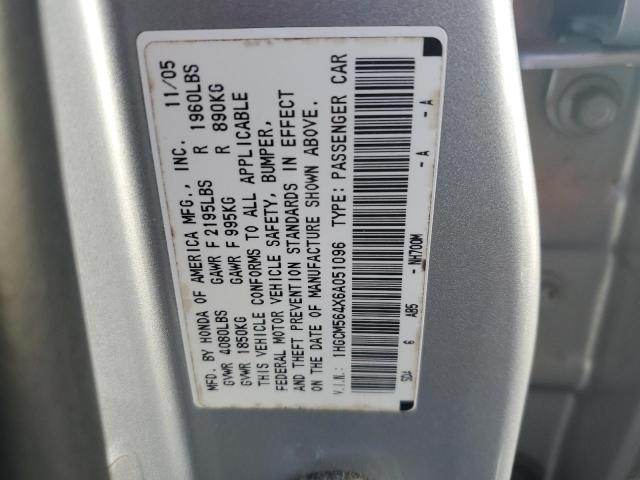 MFD. BY HONDA OF AMERICA MFG., INC. 11/05
GVWR 4080LBS GAWR F 2195LBS R 1960LBS
GVWR 1850KG GAWR F 995KG R 890KG
THIS VEHICLE CONFORMS TO ALL APPLICABLE
FEDERAL MOTOR VEHICLE SAFETY, BUMPER,
AND THEFT PREVENTION STANDARDS IN EFFECT
ON THE DATE OF MANUFACTURE SHOWN ABOVE.
V.I.N.: 1HGCM564X6A051096 TYPE: PASSENGER CAR
SDA 6 AB5 NH700M - A - A